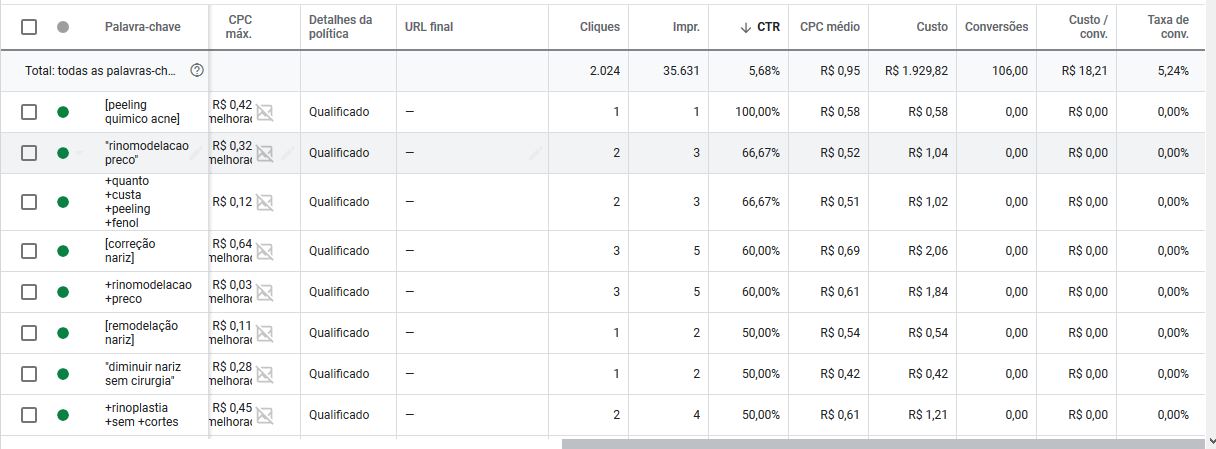 Palavra-chave CPC máx. Detalhes da política URL final Cliques Impr. CTR CPC médio Custo Conversões Custo / conv. Taxa de conv.
Total: todas as palavras-ch... 2.024 35.631 5,68% R$ 0,95 R$ 1.929,82 106,00 R$ 18,21 5,24%
[peeling quimico acne] R$ 0,42 melhorac Qualificado — 1 1 100,00% R$ 0,58 R$ 0,58 0,00 R$ 0,00 0,00%
"rinomodelacao preco" R$ 0,32 melhorac Qualificado — 2 3 66,67% R$ 0,52 R$ 1,04 0,00 R$ 0,00 0,00%
+quanto +custa +peeling +fenol R$ 0,12 Qualificado — 2 3 66,67% R$ 0,51 R$ 1,02 0,00 R$ 0,00 0,00%
[correção nariz] R$ 0,64 melhorac Qualificado — 3 5 60,00% R$ 0,69 R$ 2,06 0,00 R$ 0,00 0,00%
+rinomodelacao +preco R$ 0,03 melhorac Qualificado — 3 5 60,00% R$ 0,61 R$ 1,84 0,00 R$ 0,00 0,00%
[remodelação nariz] R$ 0,11 melhorac Qualificado — 1 2 50,00% R$ 0,54 R$ 0,54 0,00 R$ 0,00 0,00%
"diminuir nariz sem cirurgia" R$ 0,28 melhorac Qualificado — 1 2 50,00% R$ 0,42 R$ 0,42 0,00 R$ 0,00 0,00%
+rinoplastia +sem +cortes R$ 0,45 melhorac Qualificado — 2 4 50,00% R$ 0,61 R$ 1,21 0,00 R$ 0,00 0,00%